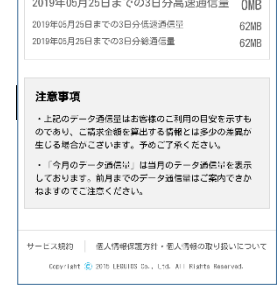 2019年05月25日までの3日分高速通信量 0MB
2019年05月25日までの3日分低速通信量 62MB
2019年05月25日までの3日分総通信量 62MB
注意事項
・上記のデータ通信量はお客様のご利用の目安を示すも
のであり、ご請求金額を算出する情報とは多少の差異が
生じる場合がございます。予めご了承ください。
・「今月のデータ通信量」は当月のデータ通信量を表示
しております。前月までのデータ通信量はご案内できか
ねますのでご注意ください。
サービス規約 | 個人情報保護方針・個人情報の取り扱いについて
Copyright © 2015 Co., Ltd. All Rights Reserved.